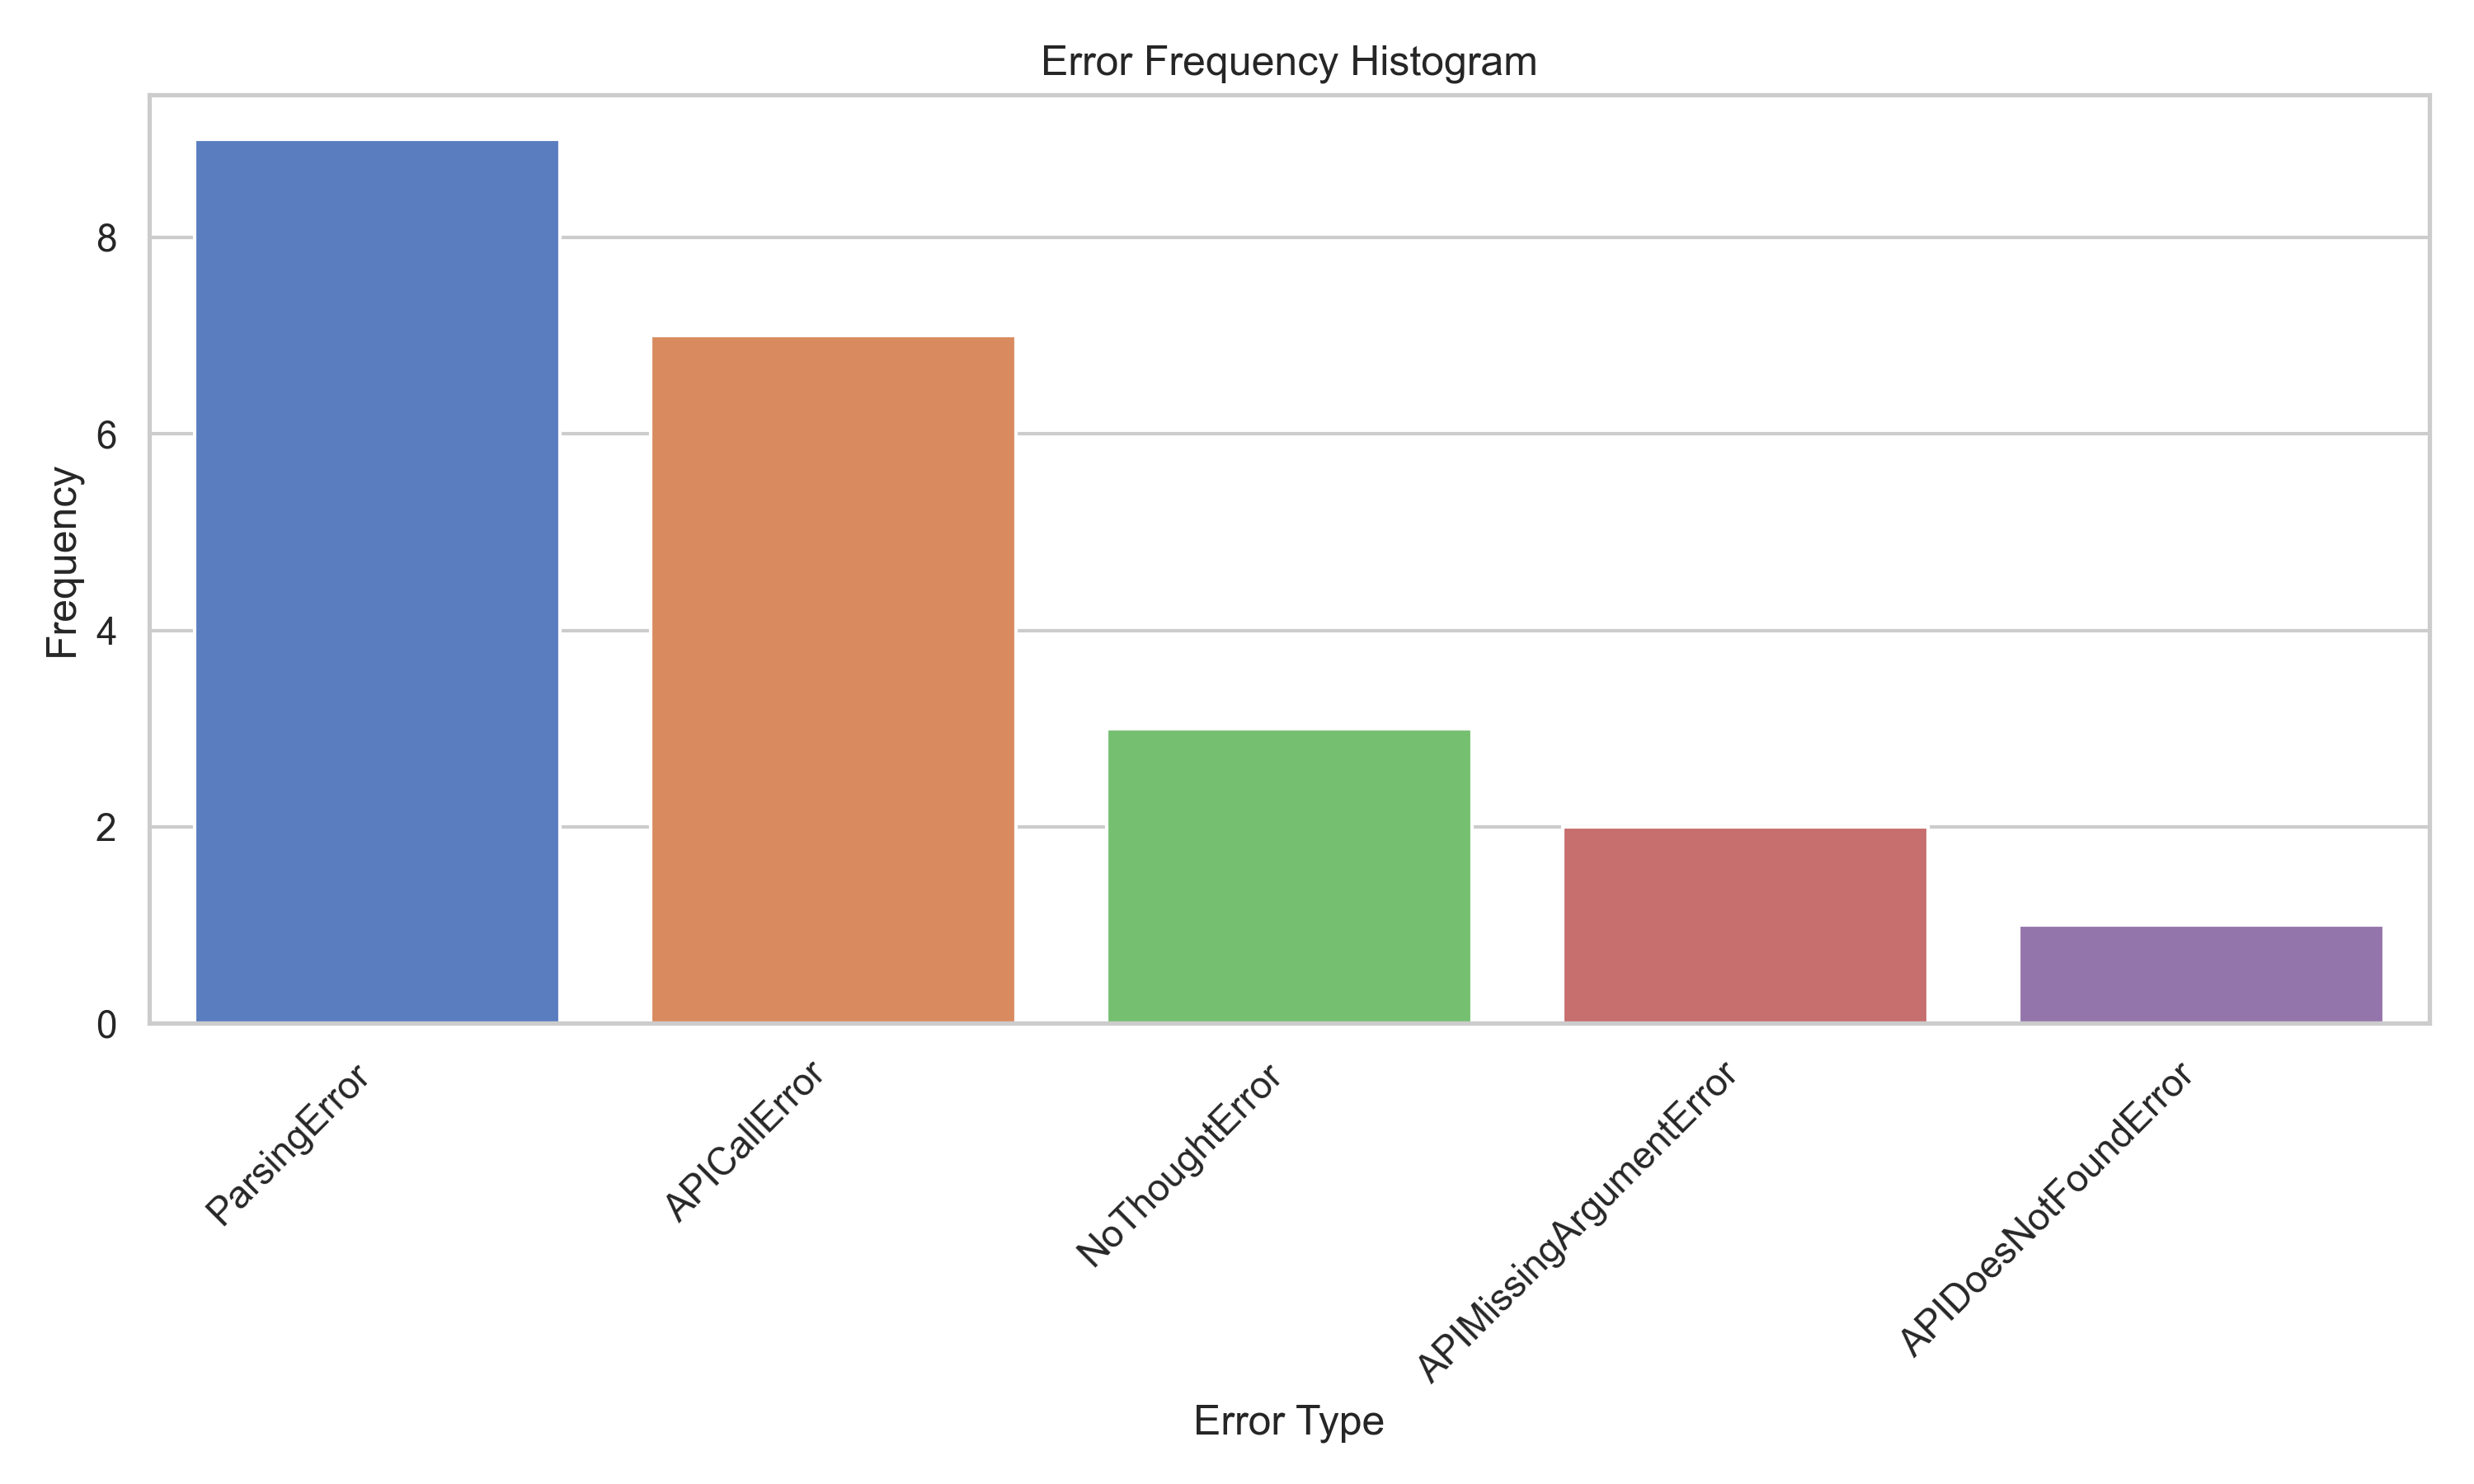 Error Frequency Histogram
Frequency
8
6
4
2
0
ParsingError
APICallError
NoThoughtError
APIMissingArgumentError
APIDoesNotFoundError
Error Type